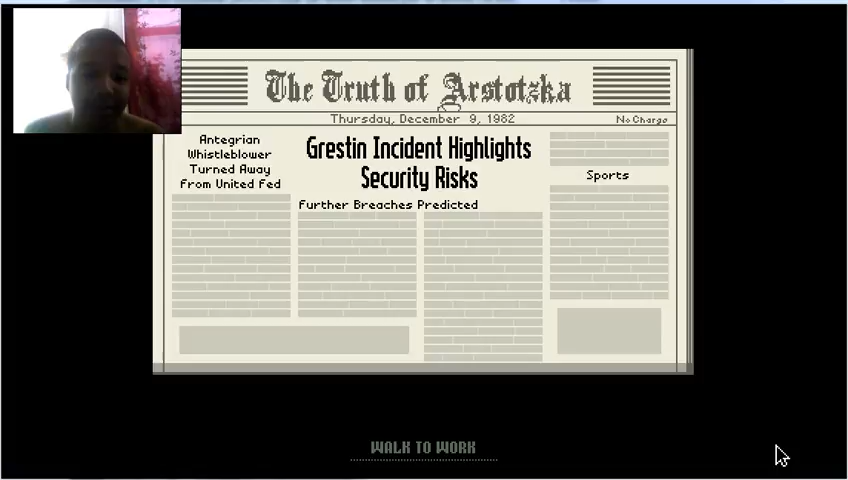 The Truth of Arstotzka
Thursday, December 9, 1982
No Charge
Antegrian
Whistleblower
Turned Away
From United Fed
Grestin Incident Highlights
Security Risks
Further Breaches Predicted
Sports
WALK TO WORK